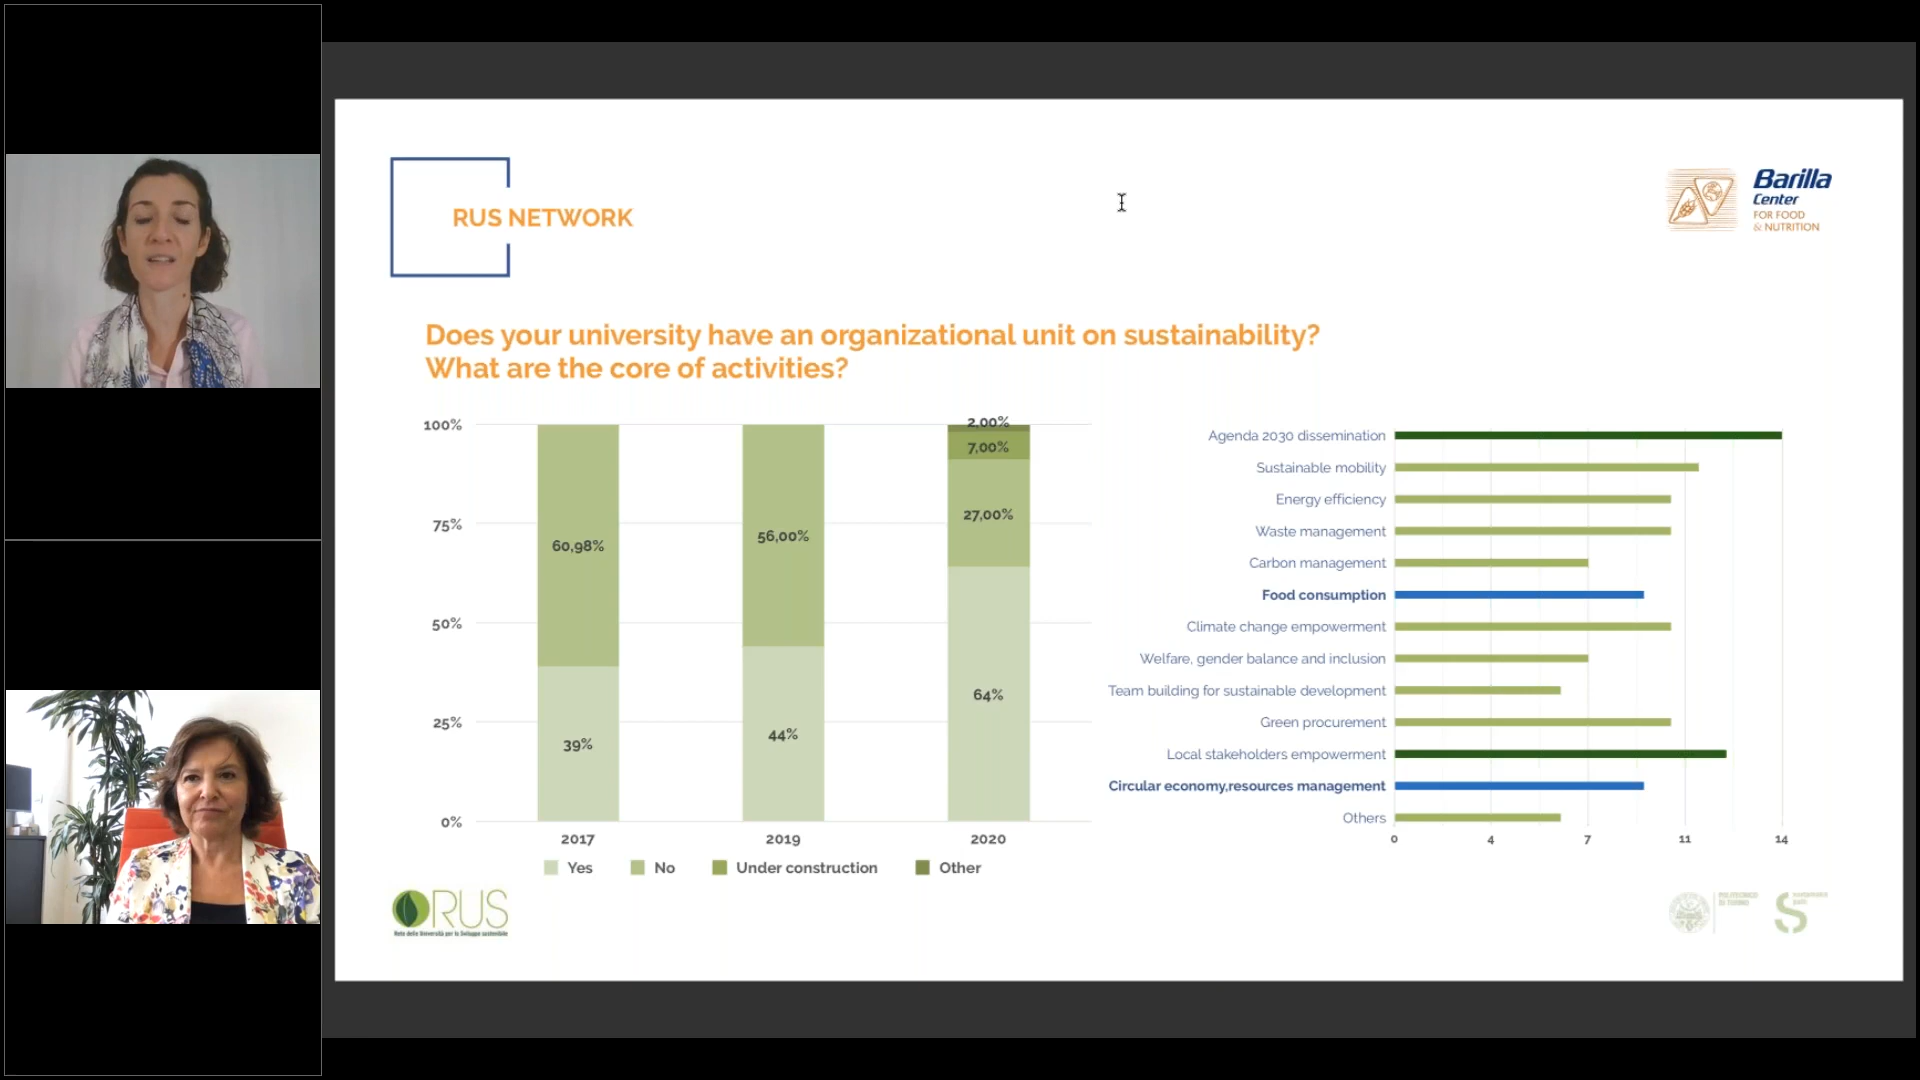 RUS NETWORK
Barilla
Center
FOR FOOD
& NUTRITION
Does your university have an organizational unit on sustainability?
What are the core of activities?
100%
75%
50%
25%
0%
60,98%
39%
56,00%
44%
2,00%
7,00%
27,00%
64%
2017
2019
2020
Yes
No
Under construction
Other
Agenda 2030 dissemination
Sustainable mobility
Energy efficiency
Waste management
Carbon management
Food consumption
Climate change empowerment
Welfare, gender balance and inclusion
Team building for sustainable development
Green procurement
Local stakeholders empowerment
Circular economy,resources management
Others
0
4
7
11
14
RUS
Rete delle Università per lo Sviluppo sostenibile
POLITECNICO
DI TORINO